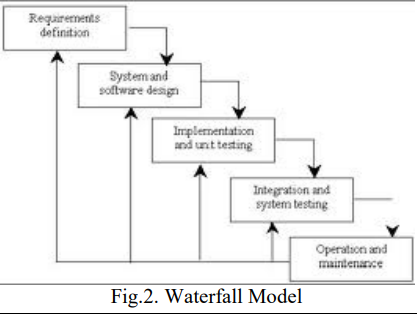 Requirements
definition
System and
software design
Implementation
and unit testing
Integration and
system testing
Operation and
maintenance
Fig.2. Waterfall Model